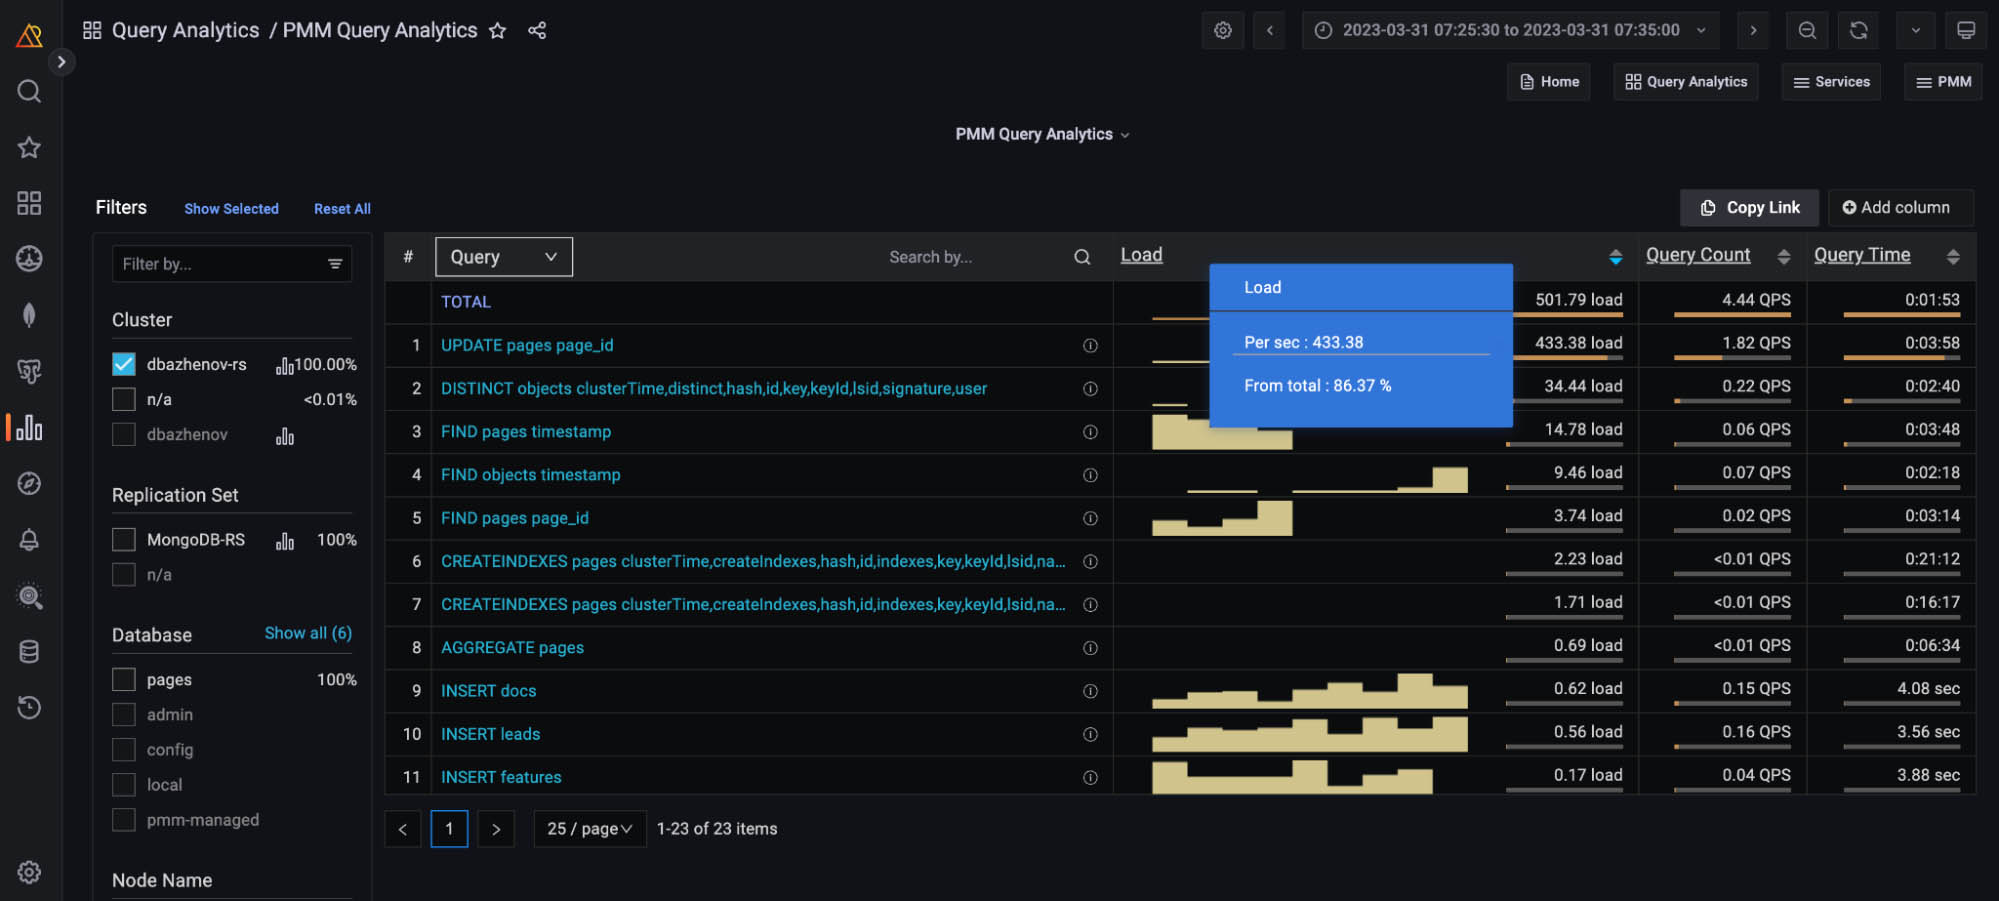 Query Analytics / PMM Query Analytics
2023-03-31 07:25:30 to 2023-03-31 07:35:00
Home
Query Analytics
Services
PMM
PMM Query Analytics
Filters
Show Selected
Reset All
Copy Link
Add column
Filter by...
Cluster
dbazhenov-rs 100.00%
n/a <0.01%
dbazhenov
Replication Set
MongoDB-RS 100%
n/a
Database Show all (6)
pages 100%
admin
config
local
pmm-managed
Node Name
# Query Search by... Load Query Count Query Time
TOTAL 501.79 load 4.44 QPS 0:01:53
1 UPDATE pages page_id 433.38 load 1.82 QPS 0:03:58
2 DISTINCT objects clusterTime,distinct,hash,id,key,keyId,lsid,signature,user 34.44 load 0.22 QPS 0:02:40
3 FIND pages timestamp 14.78 load 0.06 QPS 0:03:48
4 FIND objects timestamp 9.46 load 0.07 QPS 0:02:18
5 FIND pages page_id 3.74 load 0.02 QPS 0:03:14
6 CREATEINDEXES pages clusterTime,createIndexes,hash,id,indexes,key,keyId,lsid,na... 2.23 load <0.01 QPS 0:21:12
7 CREATEINDEXES pages clusterTime,createIndexes,hash,id,indexes,key,keyId,lsid,na... 1.71 load <0.01 QPS 0:16:17
8 AGGREGATE pages 0.69 load <0.01 QPS 0:06:34
9 INSERT docs 0.62 load 0.15 QPS 4.08 sec
10 INSERT leads 0.56 load 0.16 QPS 3.56 sec
11 INSERT features 0.17 load 0.04 QPS 3.88 sec
Load
Per sec : 433.38
From total : 86.37 %
1
25 / page
1-23 of 23 items